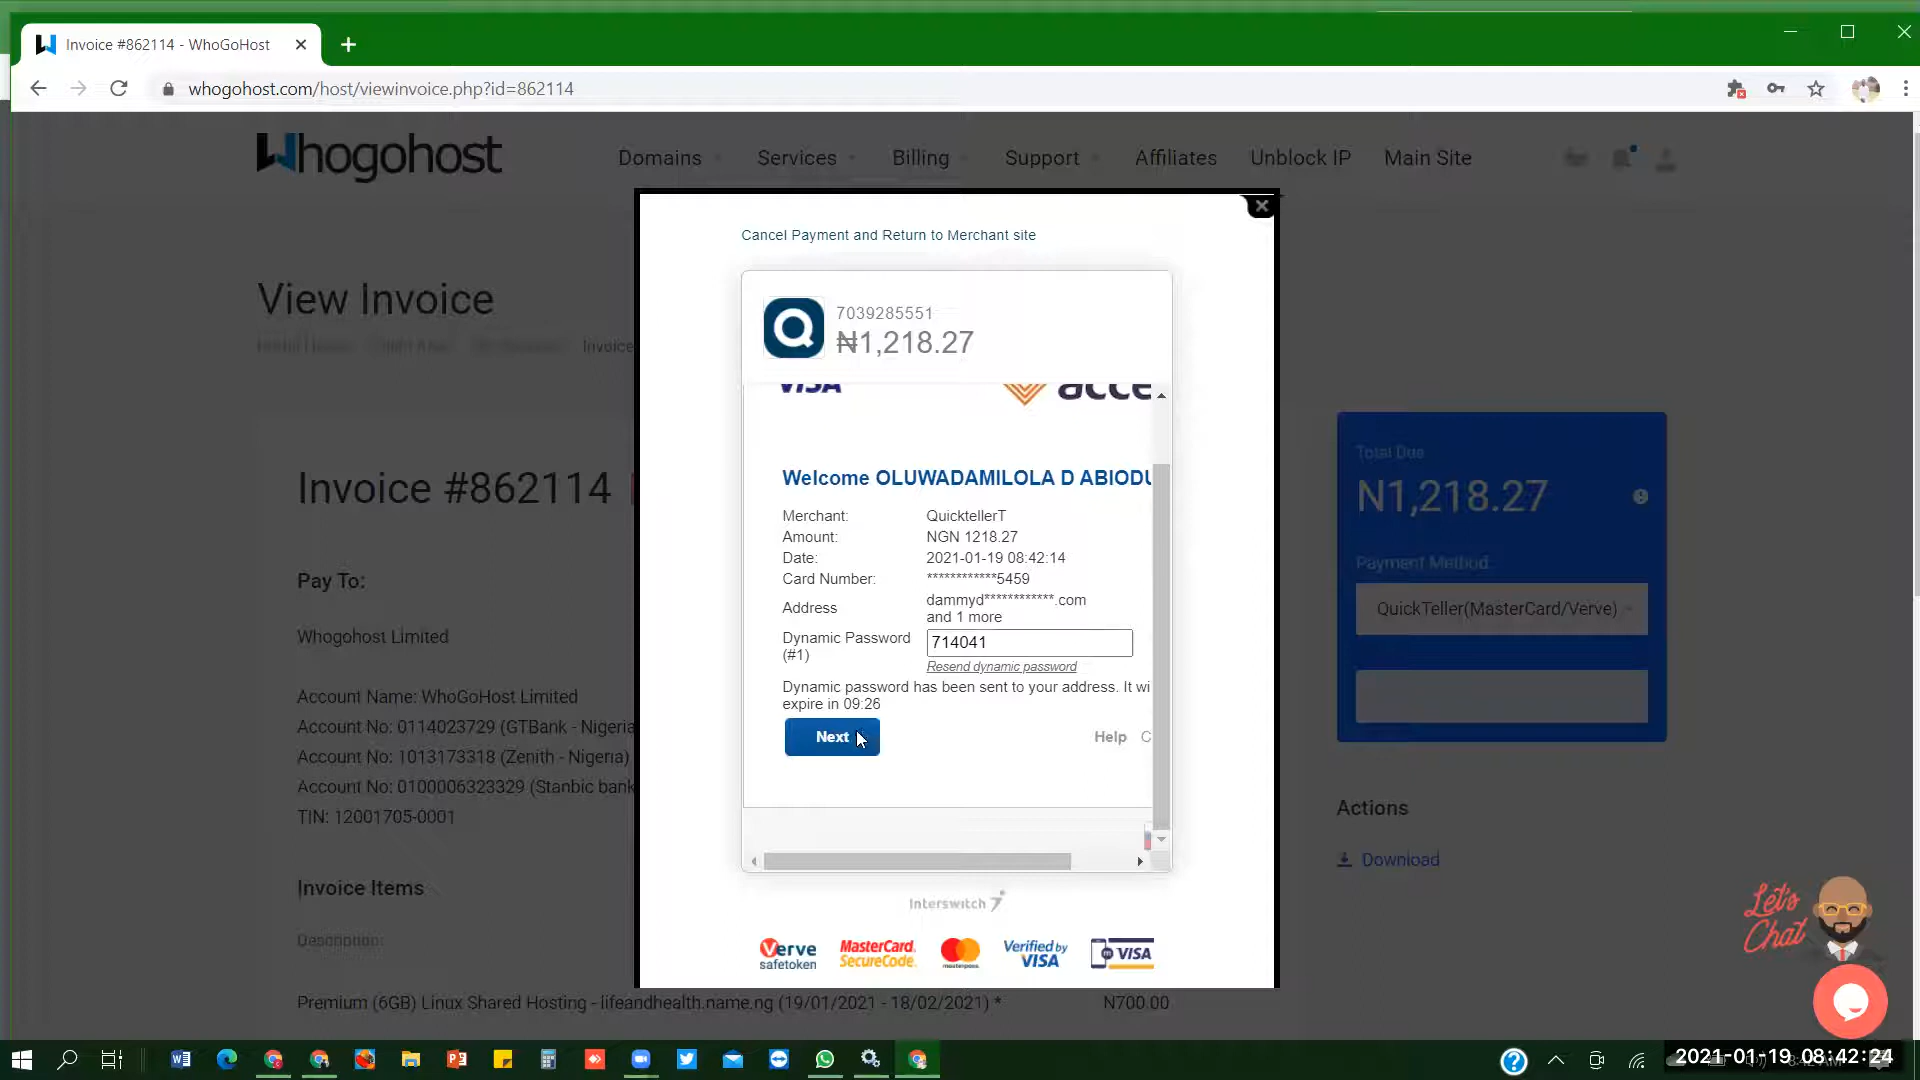 Invoice #862114 - WhoGoHost
whogohost.com/host/viewinvoice.php?id=862114
Whogohost
Domains Services Billing Support Affiliates Unblock IP Main Site
Cancel Payment and Return to Merchant site
View Invoice
Invoice
7039285551
₦1,218.27
VISA acce
Invoice #862114
Total Due
N1,218.27
Welcome OLUWADAMILOLA D ABIODU
Merchant: QuicktellerT
Amount: NGN 1218.27
Date: 2021-01-19 08:42:14
Card Number: ************5459
Address dammyd************.com
and 1 more
Dynamic Password
(#1) 714041
Resend dynamic password
Dynamic password has been sent to your address. It wi
expire in 09:26
Next Help C
Payment Method:
QuickTeller(MasterCard/Verve)
Pay To:
Whogohost Limited
Account Name: WhoGoHost Limited
Account No: 0114023729 (GTBank - Nigeria
Account No: 1013173318 (Zenith - Nigeria)
Account No: 0100006323329 (Stanbic bank
TIN: 12001705-0001
Actions
Download
Invoice Items
Description
Interswitch
Verve safetoken
MasterCard. SecureCode.
masterpass
Verified by VISA
VISA
Let's Chat
Premium (6GB) Linux Shared Hosting - lifeandhealth.name.ng (19/01/2021 - 18/02/2021) * N700.00
2021-01-19 08:42:24